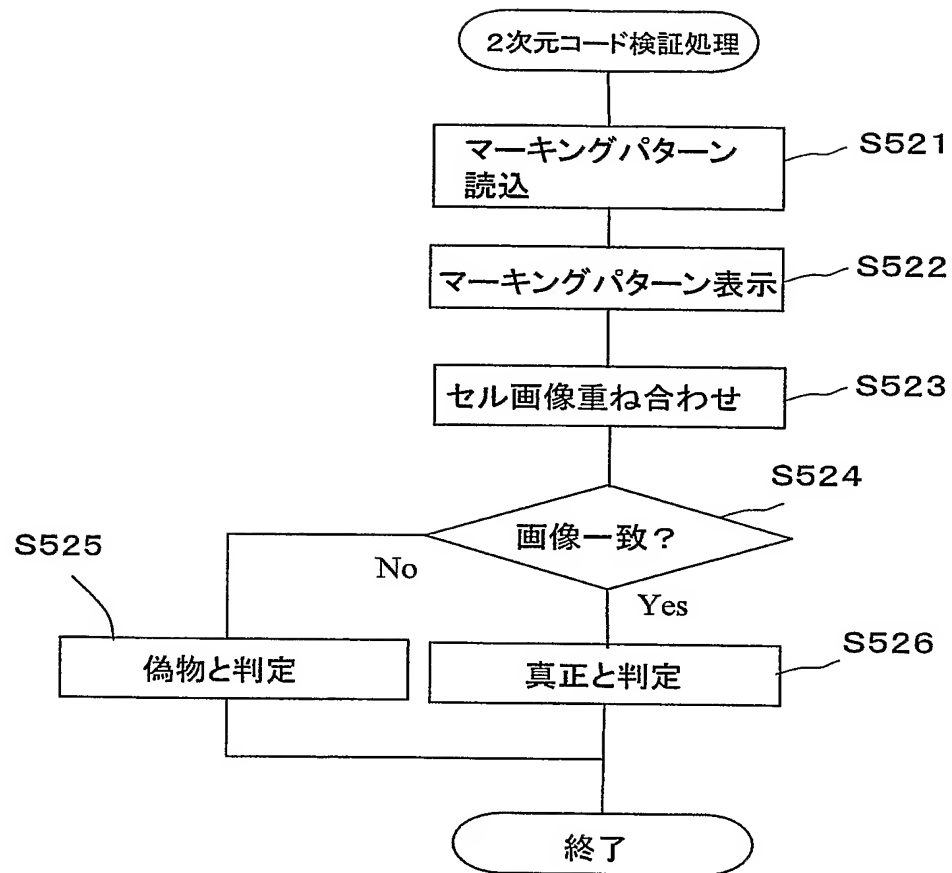 2次元コード検証処理
マーキングパターン
読込
S521
マーキングパターン表示
S522
セル画像重ね合わせ
S523
S524
画像一致?
No
Yes
S525
偽物と判定
真正と判定
S526
終了